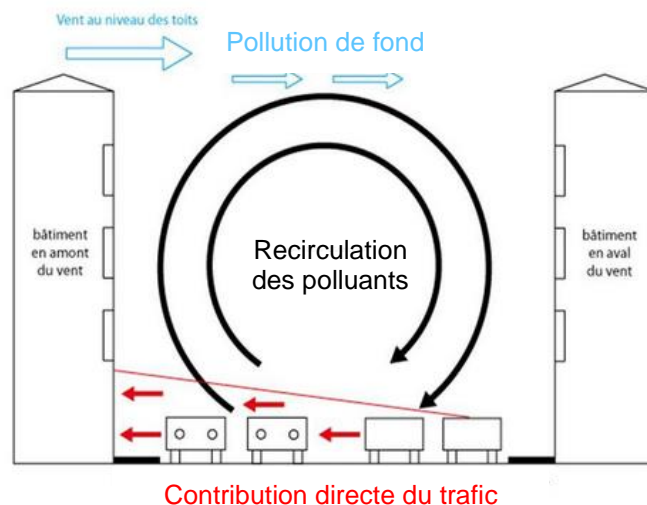 Vent au niveau des toits
Pollution de fond
bâtiment
en amont
du vent
Recirculation
des polluants
bâtiment
en aval
du vent
Contribution directe du trafic